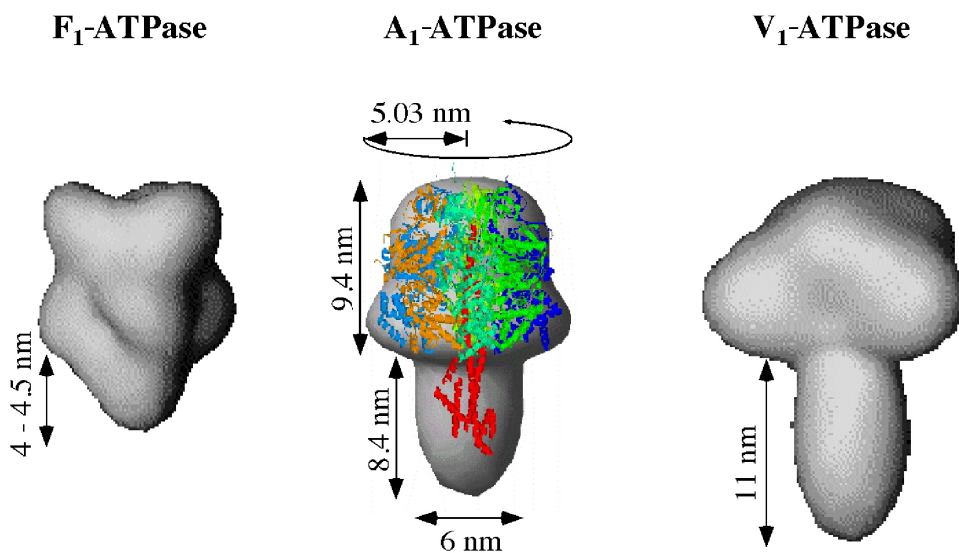 F₁-ATPase
A₁-ATPase
V₁-ATPase
5.03 nm
9.4 nm
4 - 4.5 nm
8.4 nm
11 nm
6 nm